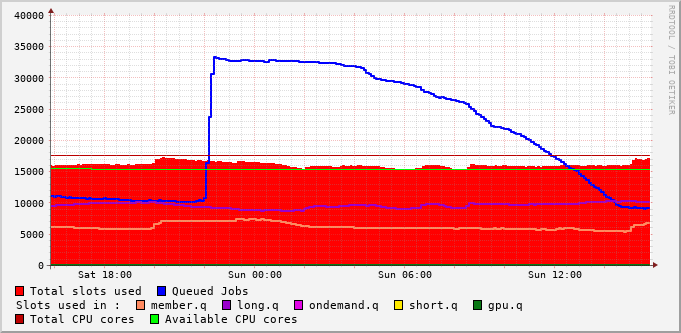 40000
35000
30000
25000
20000
15000
10000
5000
0
Sat 18:00 Sun 00:00 Sun 06:00 Sun 12:00
Total slots used Queued Jobs
Slots used in : member.q long.q ondemand.q short.q gpu.q
Total CPU cores Available CPU cores
RRDTOOL / TOBI OETIKER